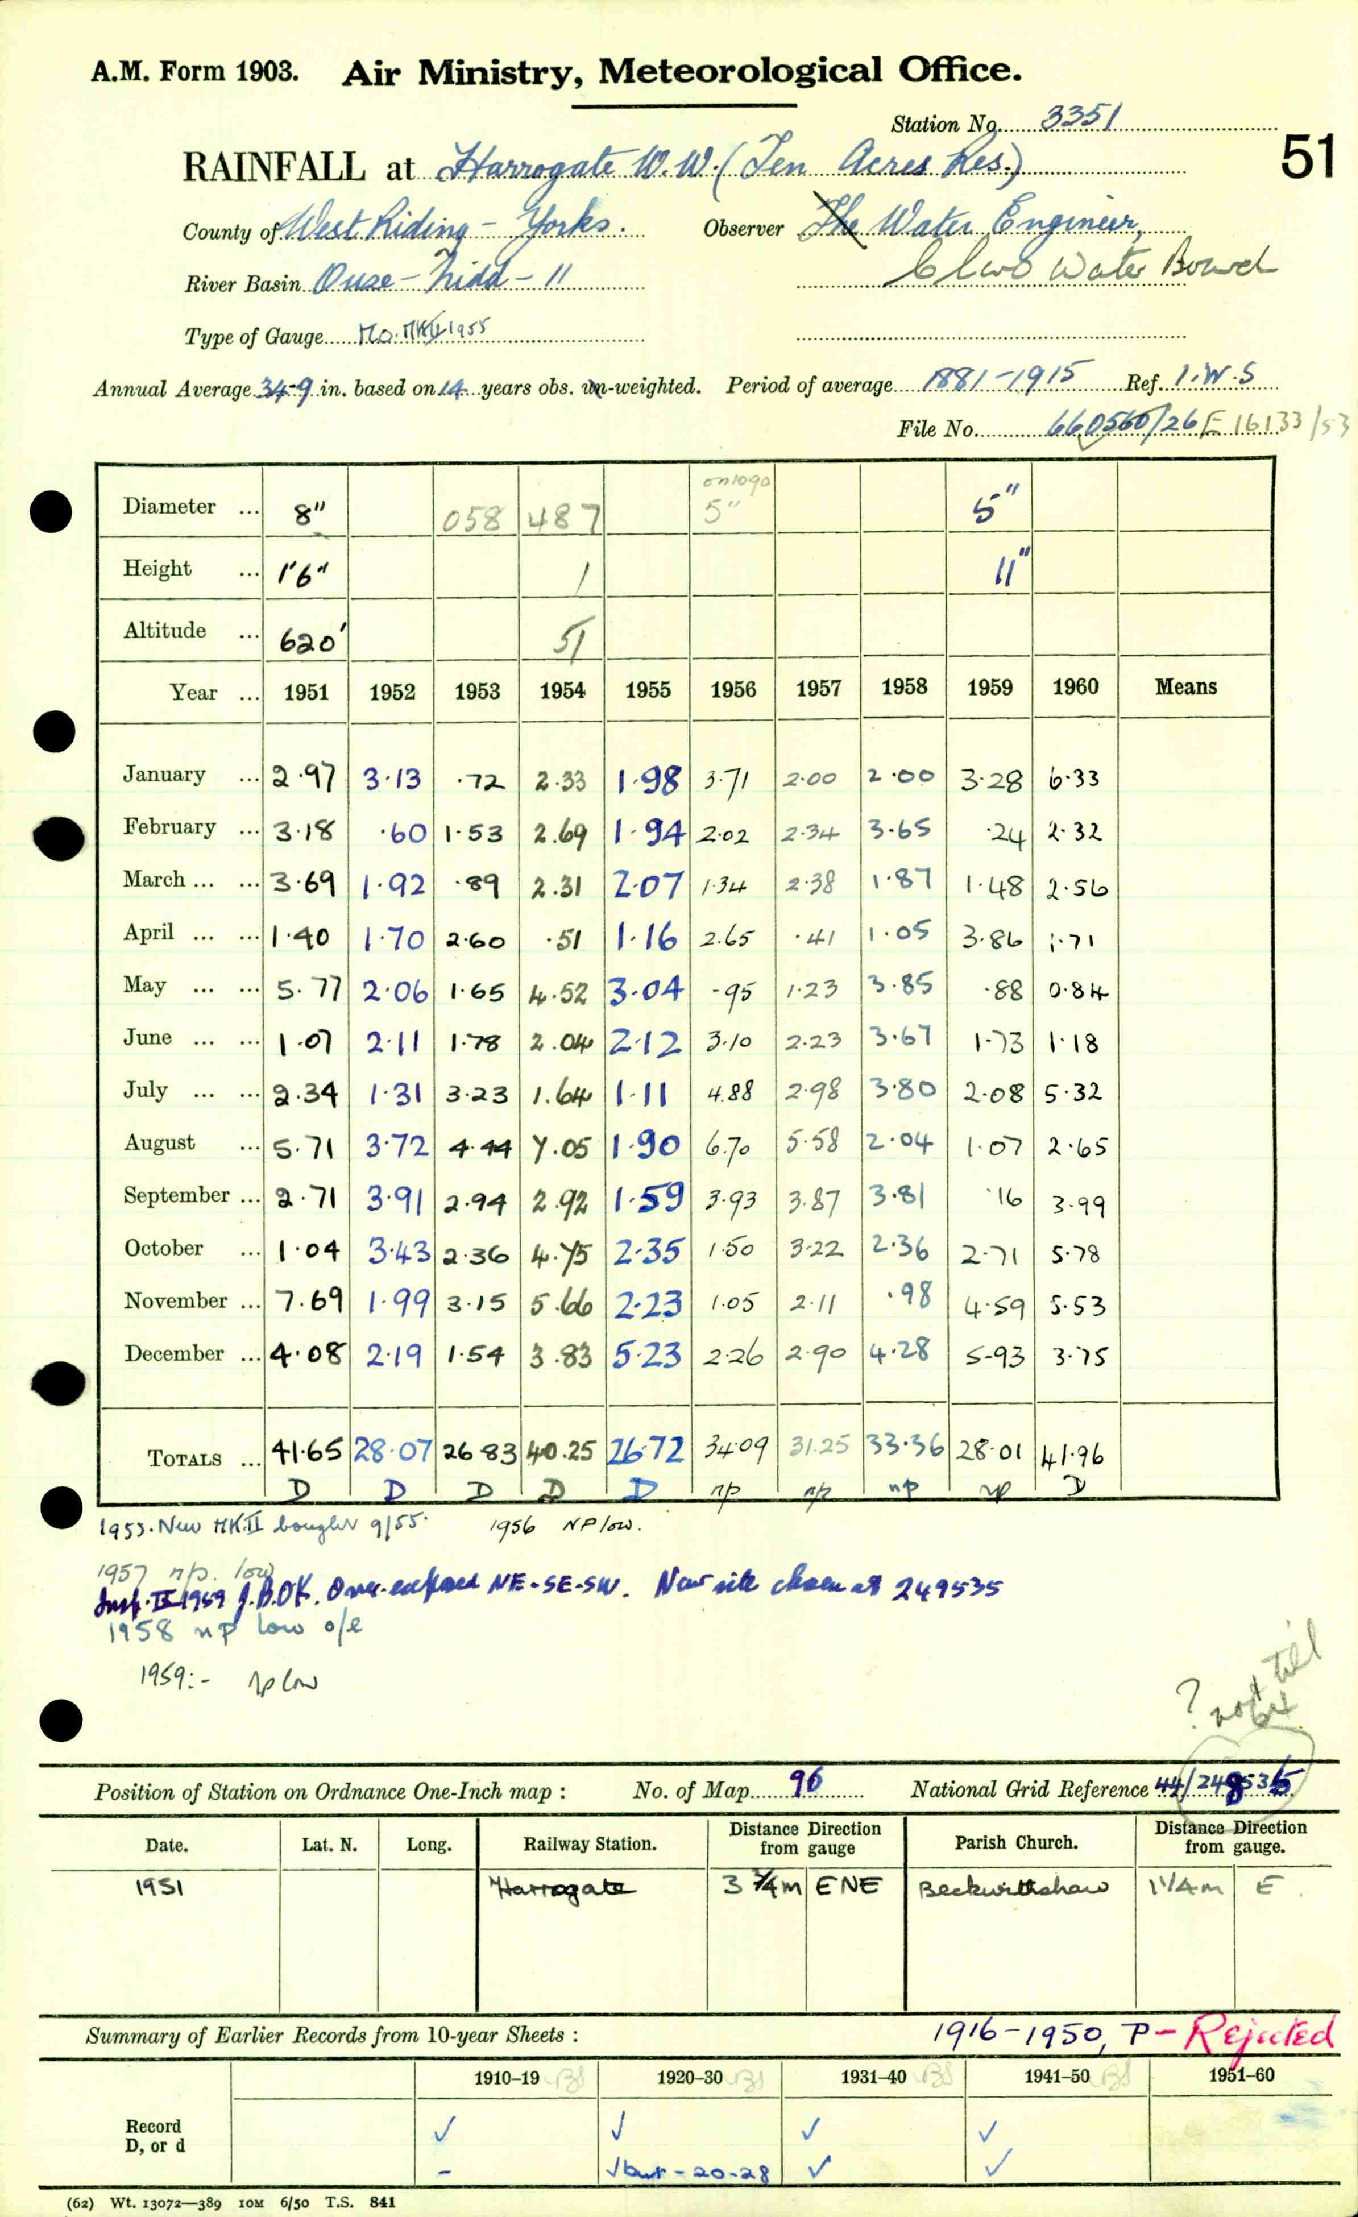 A.M. Form 1903. Air Ministry, Meteorological Office.
Station No. 3351
51
RAINFALL at Harrogate W.W. (Ten Acres Res.)
County of West Riding - Yorks. Observer The Water Engineer,
River Basin Ouse - Nidd - 11 Claro Water Board
Type of Gauge Mo. MKII 1955
Annual Average 34.9 in. based on 14 years obs. un-weighted. Period of average 1881-1915 Ref. I.W.S
File No. 660560/26 E 16133/53
Diameter ... 8" 058 487 5" 5"
Height ... 1'6" 1 11"
Altitude ... 620' 51
Year ... 1951 1952 1953 1954 1955 1956 1957 1958 1959 1960 Means
January ... 2.97 3.13 .72 2.33 1.98 3.71 2.00 2.00 3.28 6.33
February ... 3.18 .60 1.53 2.69 1.94 2.02 2.34 3.65 .24 2.32
March ... ... 3.69 1.92 .89 2.31 2.07 1.34 2.38 1.87 1.48 2.56
April ... ... 1.40 1.70 2.60 .51 1.16 2.65 .41 1.05 3.86 1.71
May ... ... 5.77 2.06 1.65 4.52 3.04 .95 1.23 3.85 .88 0.84
June ... ... 1.07 2.11 1.78 2.04 2.12 3.10 2.23 3.67 1.73 1.18
July ... ... 2.34 1.31 3.23 1.64 1.11 4.88 2.98 3.80 2.08 5.32
August ... 5.71 3.72 4.44 7.05 1.90 6.70 5.58 2.04 1.07 2.65
September ... 2.71 3.91 2.94 2.92 1.59 3.93 3.87 3.81 .16 3.99
October ... 1.04 3.43 2.36 4.75 2.35 1.50 3.22 2.36 2.71 5.78
November ... 7.69 1.99 3.15 5.66 2.23 1.05 2.11 .98 4.59 5.53
December ... 4.08 2.19 1.54 3.83 5.23 2.26 2.90 4.28 5.93 3.75
TOTALS ... 41.65 28.07 26.83 40.25 26.72 34.09 31.25 33.36 28.01 41.96
D D D D D np np np np D
1955. New MK.II bought 9/55. 1956 NP low.
1957 n/p. low
Insp. IX 1959 J.B.OK. Over-exposed NE-SE-SW. New site chosen at 249535
1958 np low o/e
1959:- np low
? not til 64
Position of Station on Ordnance One-Inch map : No. of Map 96 National Grid Reference 44/248535
Date. Lat. N. Long. Railway Station. Distance from Direction gauge Parish Church. Distance from Direction gauge.
1951 Harrogate 3 3/4 m ENE Beckwithshaw 1 1/4 m E
Summary of Earlier Records from 10-year Sheets : 1916-1950, P - Rejected
1910–19 BS 1920–30 BS 1931–40 BS 1941–50 BS 1951–60
Record ✓ ✓ ✓ ✓
D, or d - ✓ but - 20-28 ✓ ✓
(62) Wt. 13072—389 10M 6/50 T.S. 841